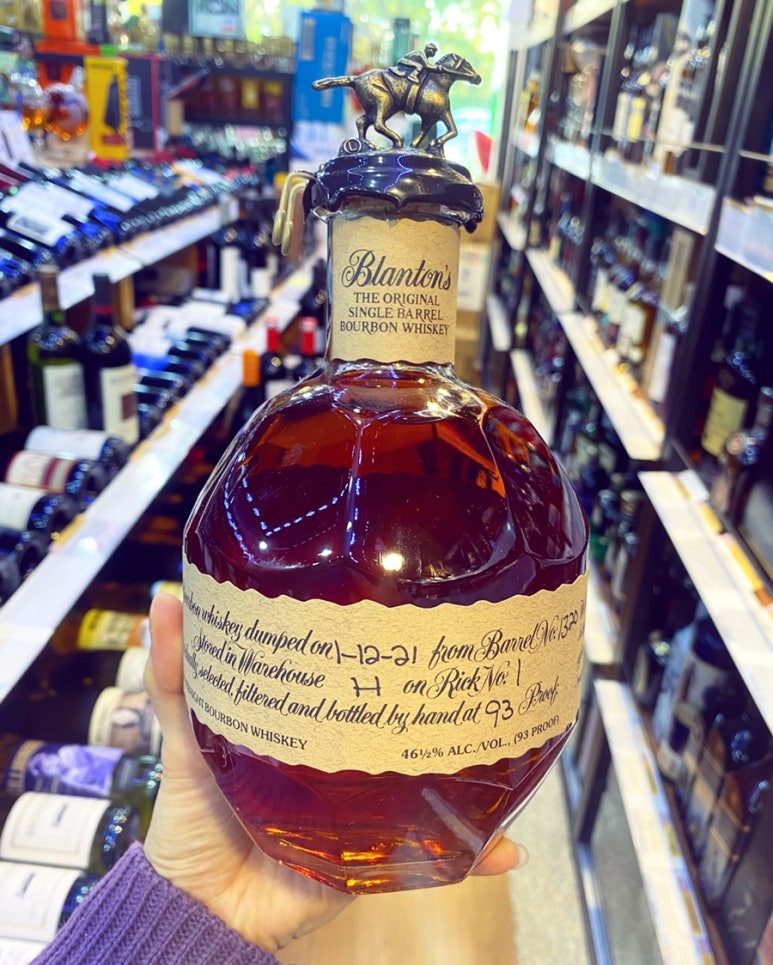 Blanton's
THE ORIGINAL
SINGLE BARREL
BOURBON WHISKEY
whiskey dumped on 1-12-21 from Barrel No. 1320
Stored in Warehouse H on Rick No. 1
selected, filtered and bottled by hand at 93 Proof
BOURBON WHISKEY
46½% ALC./VOL., (93 PROOF)